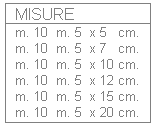 MISURE
m. 10 m. 5 x 5 cm.
m. 10 m. 5 x 7 cm.
m. 10 m. 5 x 10 cm.
m. 10 m. 5 x 12 cm.
m. 10 m. 5 x 15 cm.
m. 10 m. 5 x 20 cm.